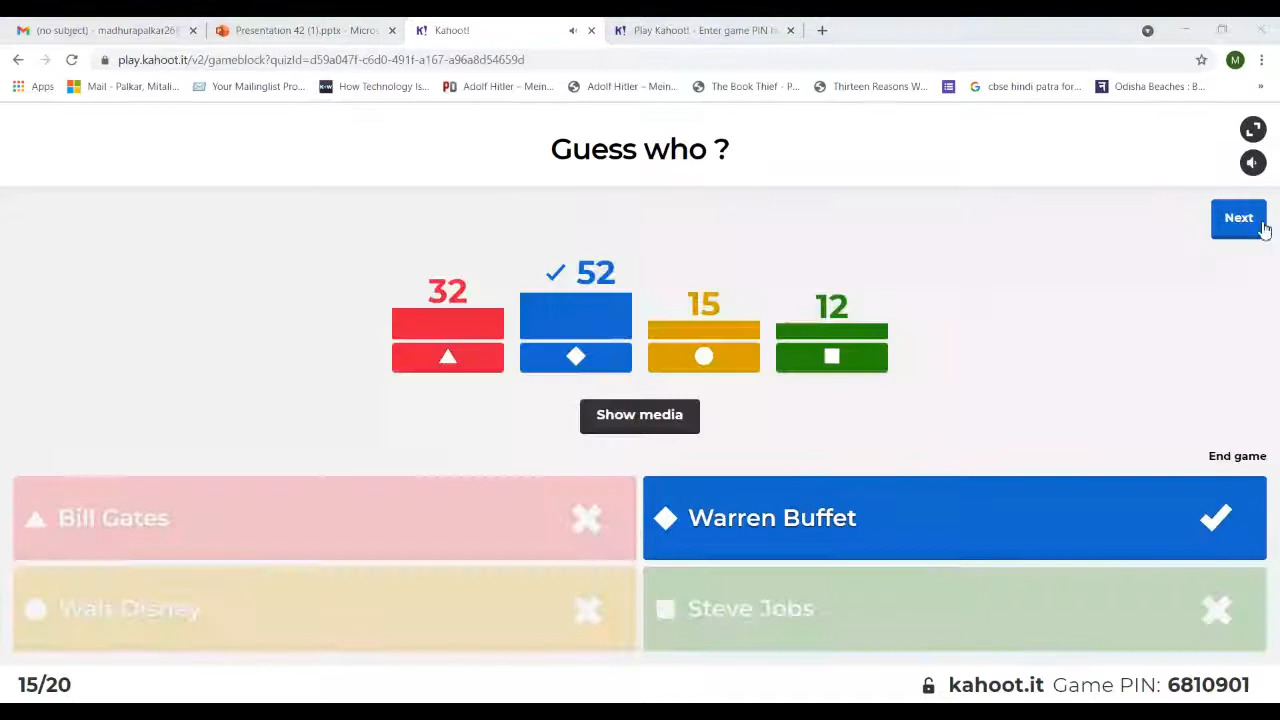 (no subject) - madhurapalkar26
Presentation 42 (1).pptx - Micros
Kahoot!
Play Kahoot! - Enter game PIN h
play.kahoot.it/v2/gameblock?quizId=d59a047f-c6d0-491f-a167-a96a8d54659d
M
Apps
Mail - Palkar, Mitali...
Your Mailinglist Pro...
How Technology Is...
Adolf Hitler – Mein...
Adolf Hitler – Mein...
The Book Thief - P...
Thirteen Reasons W...
cbse hindi patra for...
Odisha Beaches : B...
»
Guess who ?
Next
32
52
15
12
Show media
End game
Bill Gates
Warren Buffet
Walt Disney
Steve Jobs
15/20
kahoot.it Game PIN: 6810901